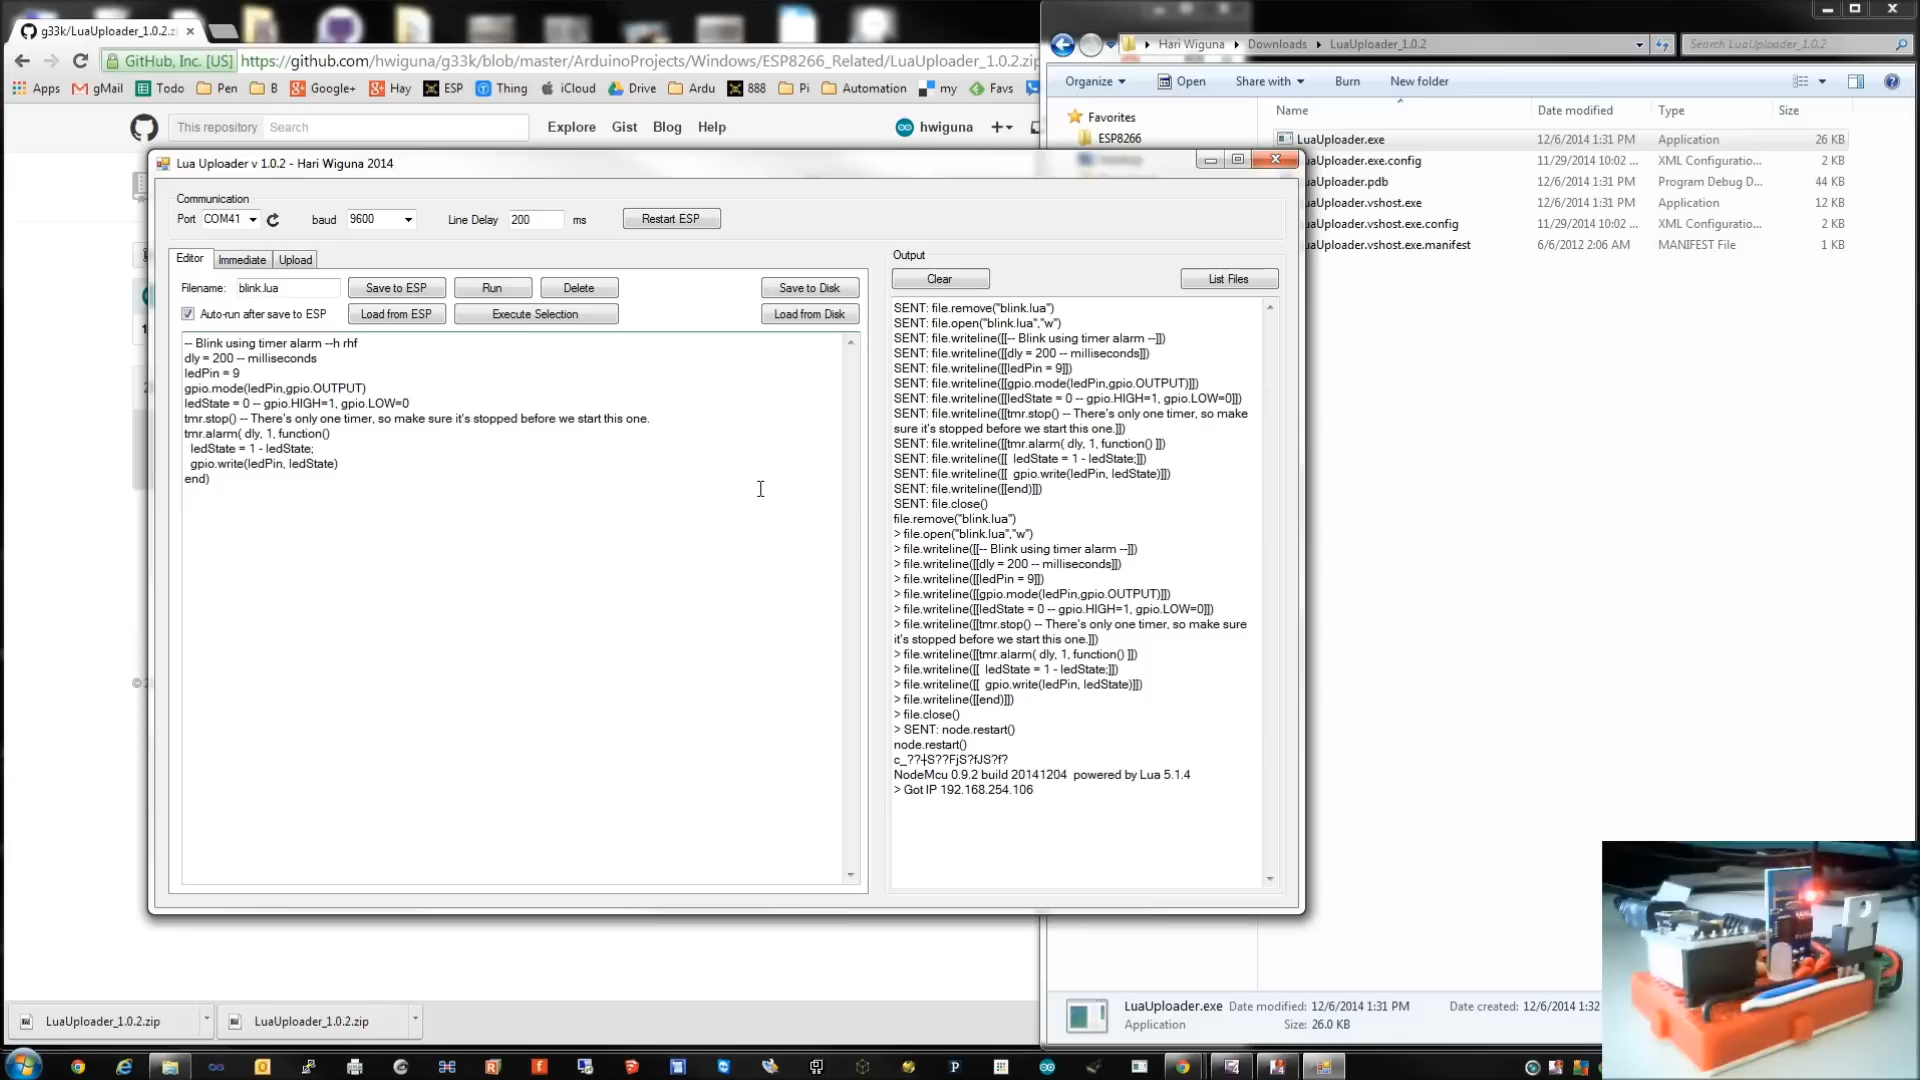 g33k/LuaUploader_1.0.2.zi
GitHub, Inc. [US] https://github.com/hwiguna/g33k/blob/master/ArduinoProjects/Windows/ESP8266_Related/LuaUploader_1.0.2.zip
Apps gMail Todo Pen B Google+ Hay ESP Thing iCloud Drive Ardu 888 Pi Automation my Favs
This repository Search Explore Gist Blog Help hwiguna
Hari Wiguna Downloads LuaUploader_1.0.2 Search LuaUploader_1.0.2
Organize Open Share with Burn New folder
Favorites
ESP8266
Name Date modified Type Size
LuaUploader.exe 12/6/2014 1:31 PM Application 26 KB
uaUploader.exe.config 11/29/2014 10:02 ... XML Configuratio... 2 KB
uaUploader.pdb 12/6/2014 1:31 PM Program Debug D... 44 KB
uaUploader.vshost.exe 12/6/2014 1:31 PM Application 12 KB
uaUploader.vshost.exe.config 11/29/2014 10:02 ... XML Configuratio... 2 KB
uaUploader.vshost.exe.manifest 6/6/2012 2:06 AM MANIFEST File 1 KB
Lua Uploader v 1.0.2 - Hari Wiguna 2014
Communication
Port COM41 baud 9600 Line Delay 200 ms Restart ESP
Editor Immediate Upload
Filename: blink.lua Save to ESP Run Delete Save to Disk
Auto-run after save to ESP Load from ESP Execute Selection Load from Disk
-- Blink using timer alarm --h rhf
dly = 200 -- milliseconds
ledPin = 9
gpio.mode(ledPin,gpio.OUTPUT)
ledState = 0 -- gpio.HIGH=1, gpio.LOW=0
tmr.stop() -- There's only one timer, so make sure it's stopped before we start this one.
tmr.alarm( dly, 1, function()
ledState = 1 - ledState;
gpio.write(ledPin, ledState)
end)
Output
Clear List Files
SENT: file.remove("blink.lua")
SENT: file.open("blink.lua","w")
SENT: file.writeline([[-- Blink using timer alarm --]])
SENT: file.writeline([[dly = 200 -- milliseconds]])
SENT: file.writeline([[ledPin = 9]])
SENT: file.writeline([[gpio.mode(ledPin,gpio.OUTPUT)]])
SENT: file.writeline([[ledState = 0 -- gpio.HIGH=1, gpio.LOW=0]])
SENT: file.writeline([[tmr.stop() -- There's only one timer, so make
sure it's stopped before we start this one.]])
SENT: file.writeline([[tmr.alarm( dly, 1, function() ]])
SENT: file.writeline([[ ledState = 1 - ledState;]])
SENT: file.writeline([[ gpio.write(ledPin, ledState)]])
SENT: file.writeline([[end)]])
SENT: file.close()
file.remove("blink.lua")
> file.open("blink.lua","w")
> file.writeline([[-- Blink using timer alarm --]])
> file.writeline([[dly = 200 -- milliseconds]])
> file.writeline([[ledPin = 9]])
> file.writeline([[gpio.mode(ledPin,gpio.OUTPUT)]])
> file.writeline([[ledState = 0 -- gpio.HIGH=1, gpio.LOW=0]])
> file.writeline([[tmr.stop() -- There's only one timer, so make sure
it's stopped before we start this one.]])
> file.writeline([[tmr.alarm( dly, 1, function() ]])
> file.writeline([[ ledState = 1 - ledState;]])
> file.writeline([[ gpio.write(ledPin, ledState)]])
> file.writeline([[end)]])
> file.close()
> SENT: node.restart()
node.restart()
c_??┼S??FjS?fJS?f?
NodeMcu 0.9.2 build 20141204 powered by Lua 5.1.4
> Got IP 192.168.254.106
LuaUploader_1.0.2.zip LuaUploader_1.0.2.zip
LuaUploader.exe Date modified: 12/6/2014 1:31 PM Date created: 12/6/2014 1:32
Application Size: 26.0 KB